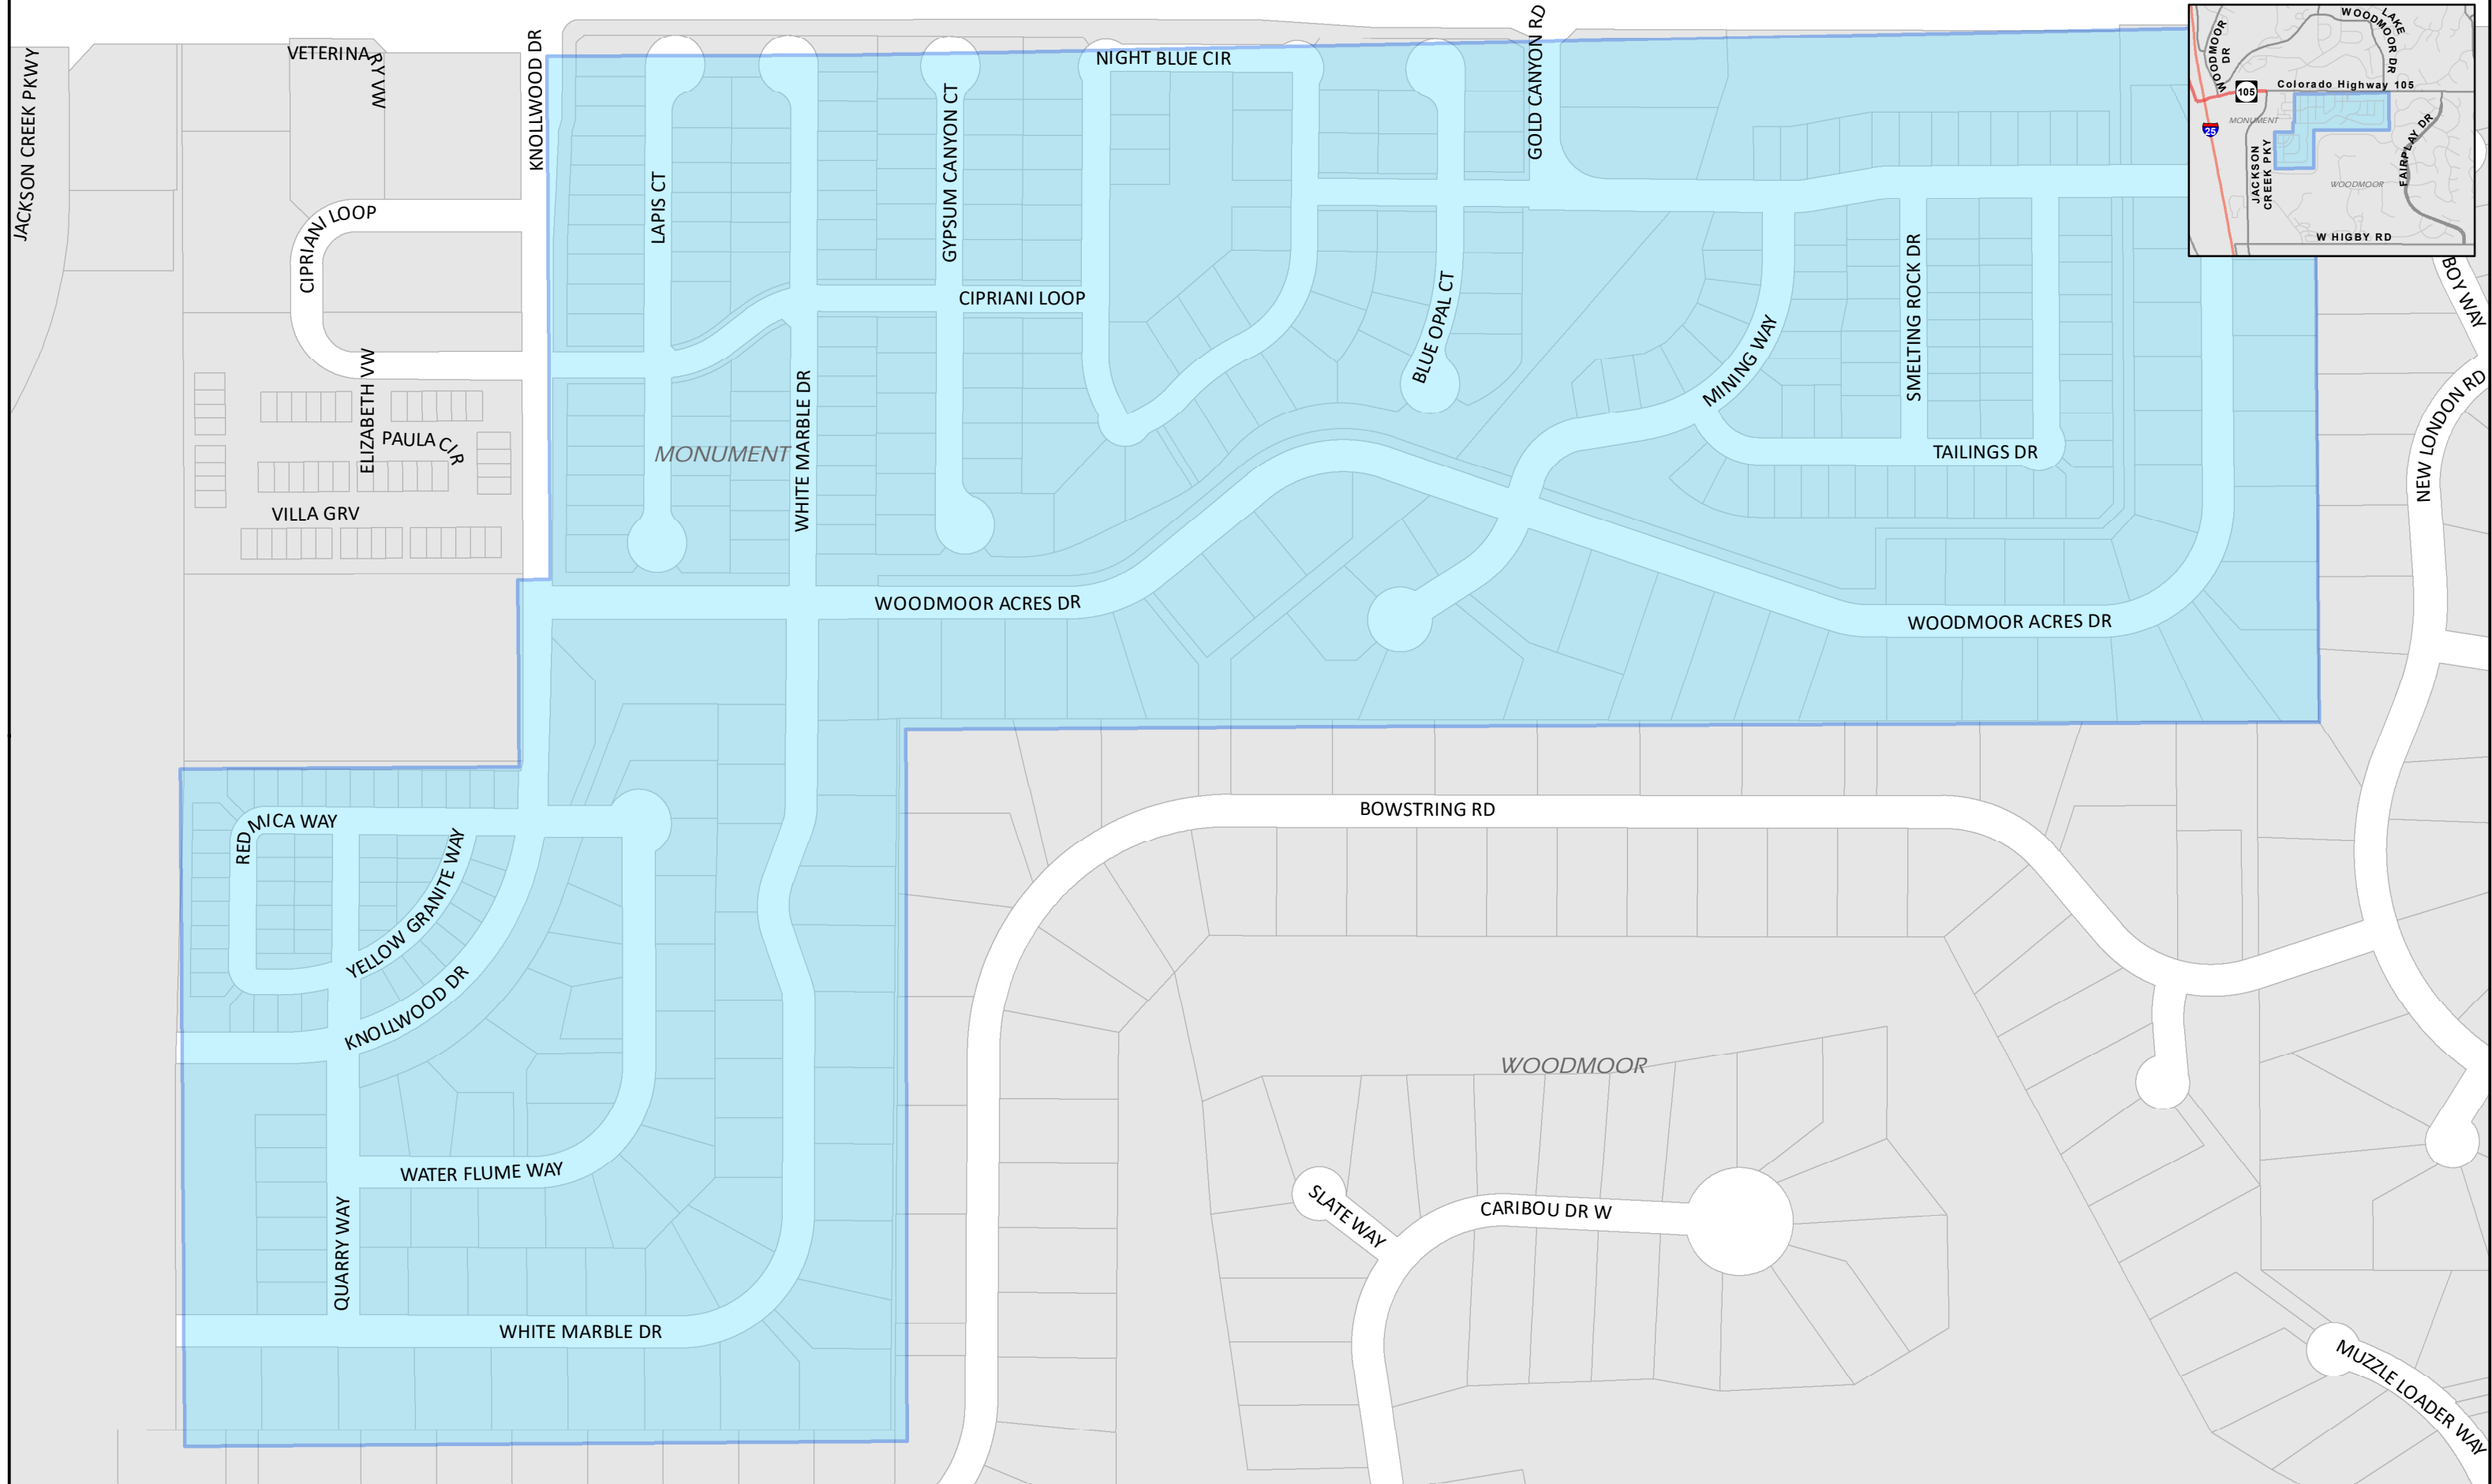 JACKSON CREEK PKWY
VETERINARY VW
KNOLLWOOD DR
NIGHT BLUE CIR
GOLD CANYON RD
WOODMOOR DR
WOODMOOR
LAKE
DR
Colorado Highway 105
105
MONUMENT
25
JACKSON
CREEK PKY
FAIRPLAY DR
WOODMOOR
W HIGBY RD
CIPRIANI LOOP
CIPRIANI LOOP
LAPIS CT
GYPSUM CANYON CT
CIPRIANI LOOP
BLUE OPAL CT
MINING WAY
SMELTING ROCK DR
BOY WAY
NEW LONDON RD
ELIZABETH VW
PAULA CIR
VILLA GRV
MONUMENT
WHITE MARBLE DR
TAILINGS DR
WOODMOOR ACRES DR
WOODMOOR ACRES DR
BOWSTRING RD
RED MICA WAY
YELLOW GRANITE WAY
KNOLLWOOD DR
WOODMOOR
WATER FLUME WAY
QUARRY WAY
SLATE WAY
CARIBOU DR W
WHITE MARBLE DR
MUZZLE LOADER WAY